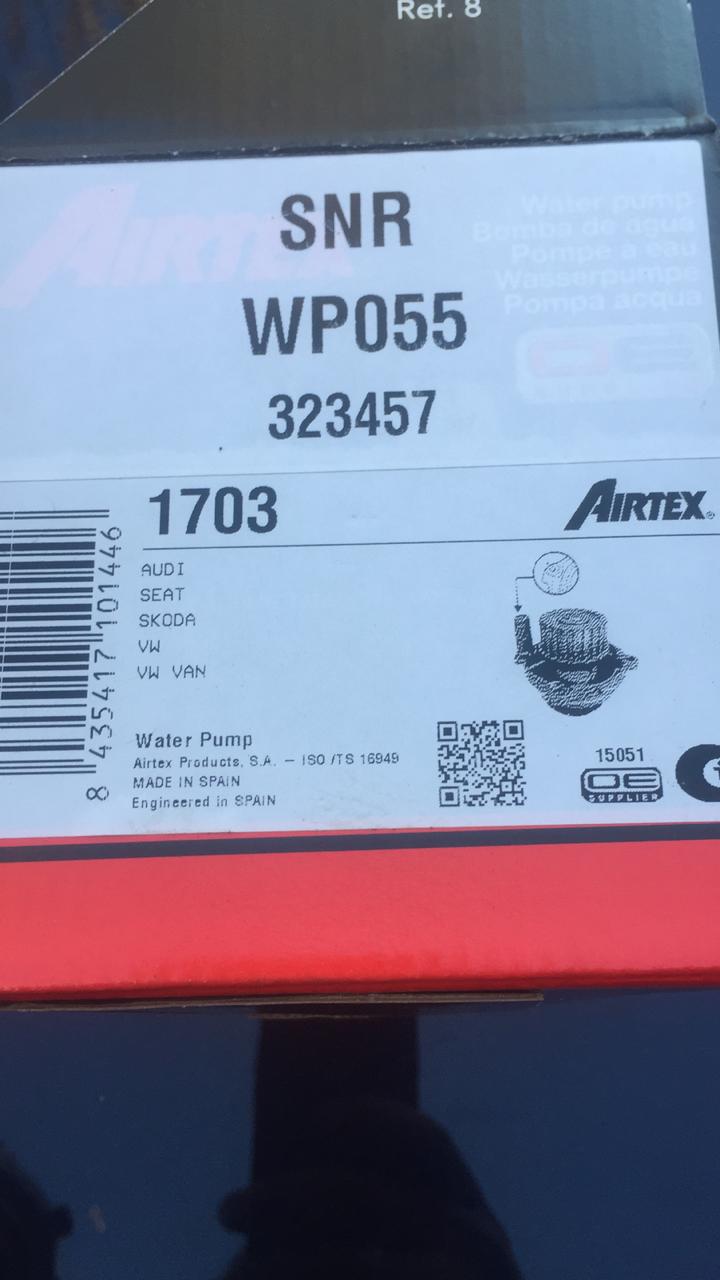 Ref. 8
SNR
WP055
323457
AIRTEX
Water pump
Bomba de agua
Pompe à eau
Wasserpumpe
Pompa acqua
OE
1703
AIRTEX
AUDI
SEAT
SKODA
VW
VW VAN
8 435417 101446
Water Pump
Airtex Products, S.A. – ISO /TS 16949
MADE IN SPAIN
Engineered in SPAIN
15051
OE
SUPPLIER